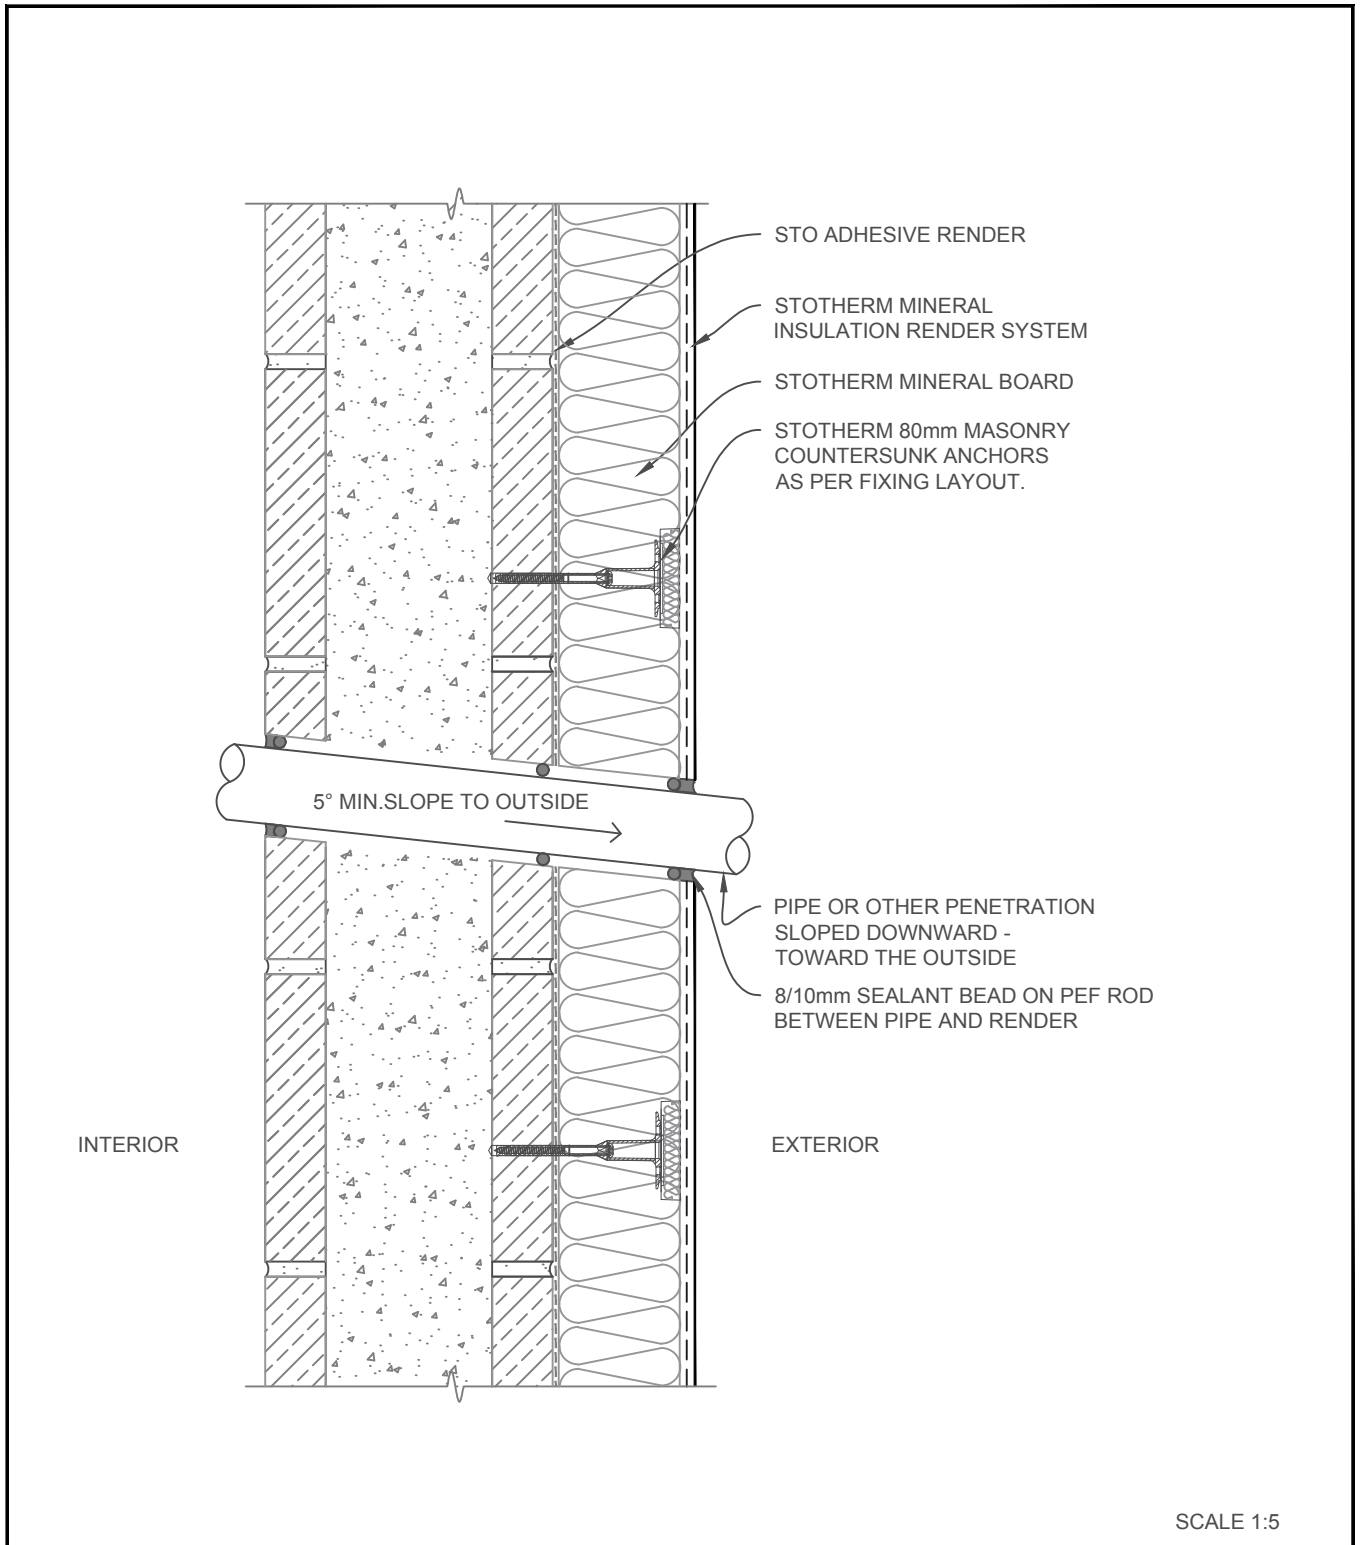 STO ADHESIVE RENDER
STOTHERM MINERAL
INSULATION RENDER SYSTEM
STOTHERM MINERAL BOARD
STOTHERM 80mm MASONRY
COUNTERSUNK ANCHORS
AS PER FIXING LAYOUT.
5° MIN.SLOPE TO OUTSIDE
PIPE OR OTHER PENETRATION
SLOPED DOWNWARD -
TOWARD THE OUTSIDE
8/10mm SEALANT BEAD ON PEF ROD
BETWEEN PIPE AND RENDER
INTERIOR
EXTERIOR
SCALE 1:5